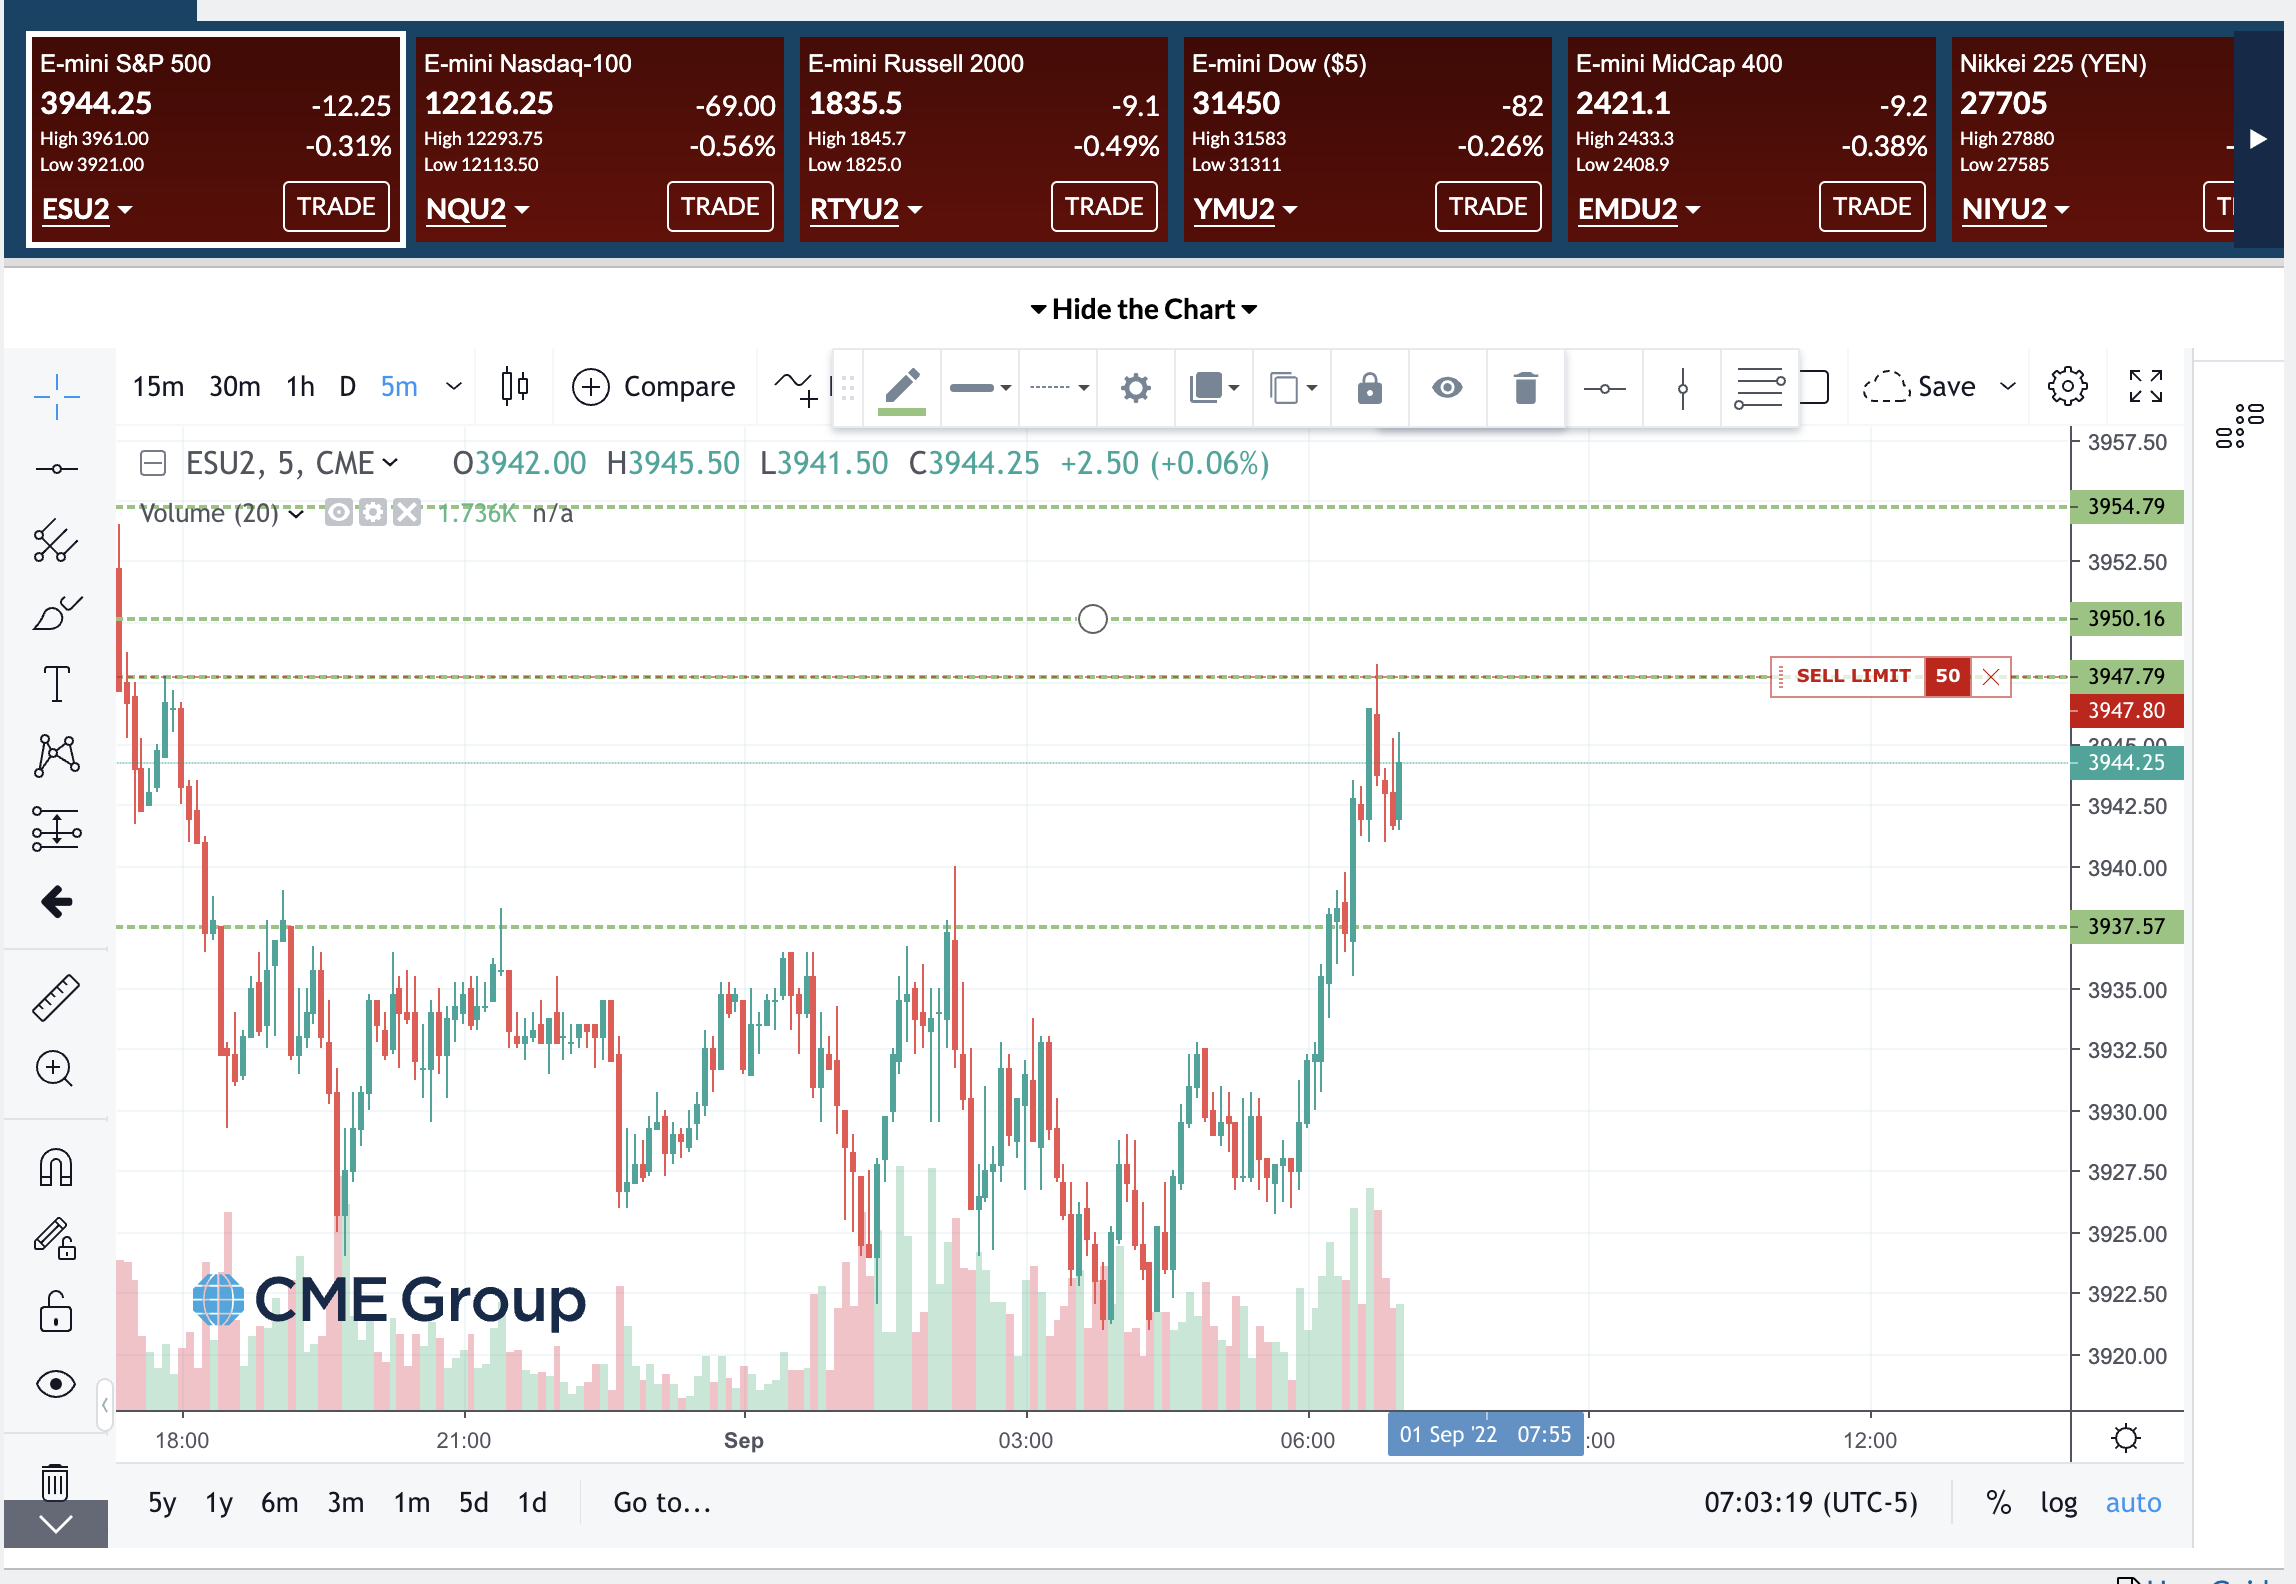 E-mini S&P 500
3944.25 -12.25
High 3961.00 -0.31%
Low 3921.00
ESU2 TRADE
E-mini Nasdaq-100
12216.25 -69.00
High 12293.75 -0.56%
Low 12113.50
NQU2 TRADE
E-mini Russell 2000
1835.5 -9.1
High 1845.7 -0.49%
Low 1825.0
RTYU2 TRADE
E-mini Dow ($5)
31450 -82
High 31583 -0.26%
Low 31311
YMU2 TRADE
E-mini MidCap 400
2421.1 -9.2
High 2433.3 -0.38%
Low 2408.9
EMDU2 TRADE
Nikkei 225 (YEN)
27705
High 27880
Low 27585
NIYU2
Hide the Chart
15m 30m 1h D 5m Compare Save
ESU2, 5, CME O3942.00 H3945.50 L3941.50 C3944.25 +2.50 (+0.06%)
Volume (20) 1.736K n/a
3957.50
3954.79
3952.50
3950.16
SELL LIMIT 50 3947.79
3947.80
3945.00
3944.25
3942.50
3940.00
3937.57
3935.00
3932.50
3930.00
3927.50
3925.00
3922.50
3920.00
CME Group
18:00 21:00 Sep 03:00 06:00 01 Sep '22 07:55 :00 12:00
5y 1y 6m 3m 1m 5d 1d Go to... 07:03:19 (UTC-5) % log auto